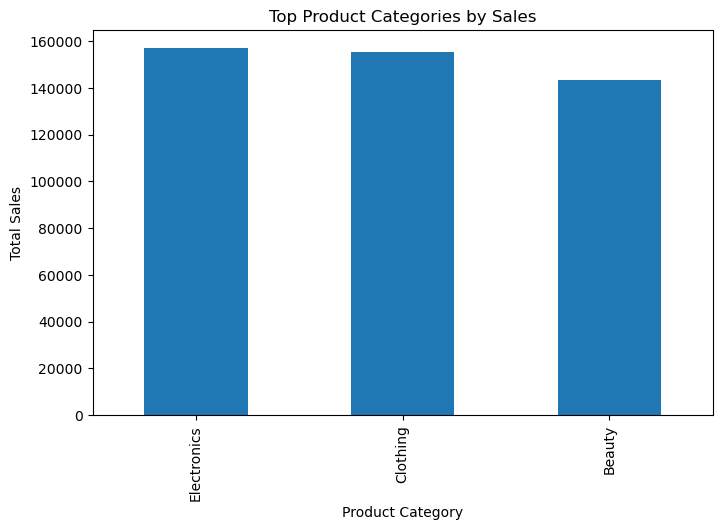 Top Product Categories by Sales
Total Sales
160000
140000
120000
100000
80000
60000
40000
20000
0
Electronics
Clothing
Beauty
Product Category